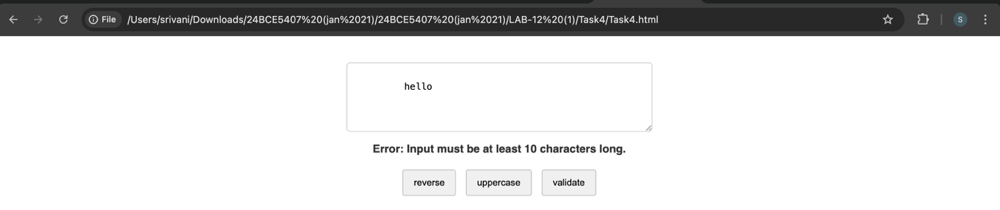 File /Users/srivani/Downloads/24BCE5407%20(jan%2021)/24BCE5407%20(jan%2021)/LAB-12%20(1)/Task4/Task4.html S
hello
Error: Input must be at least 10 characters long.
reverse uppercase validate